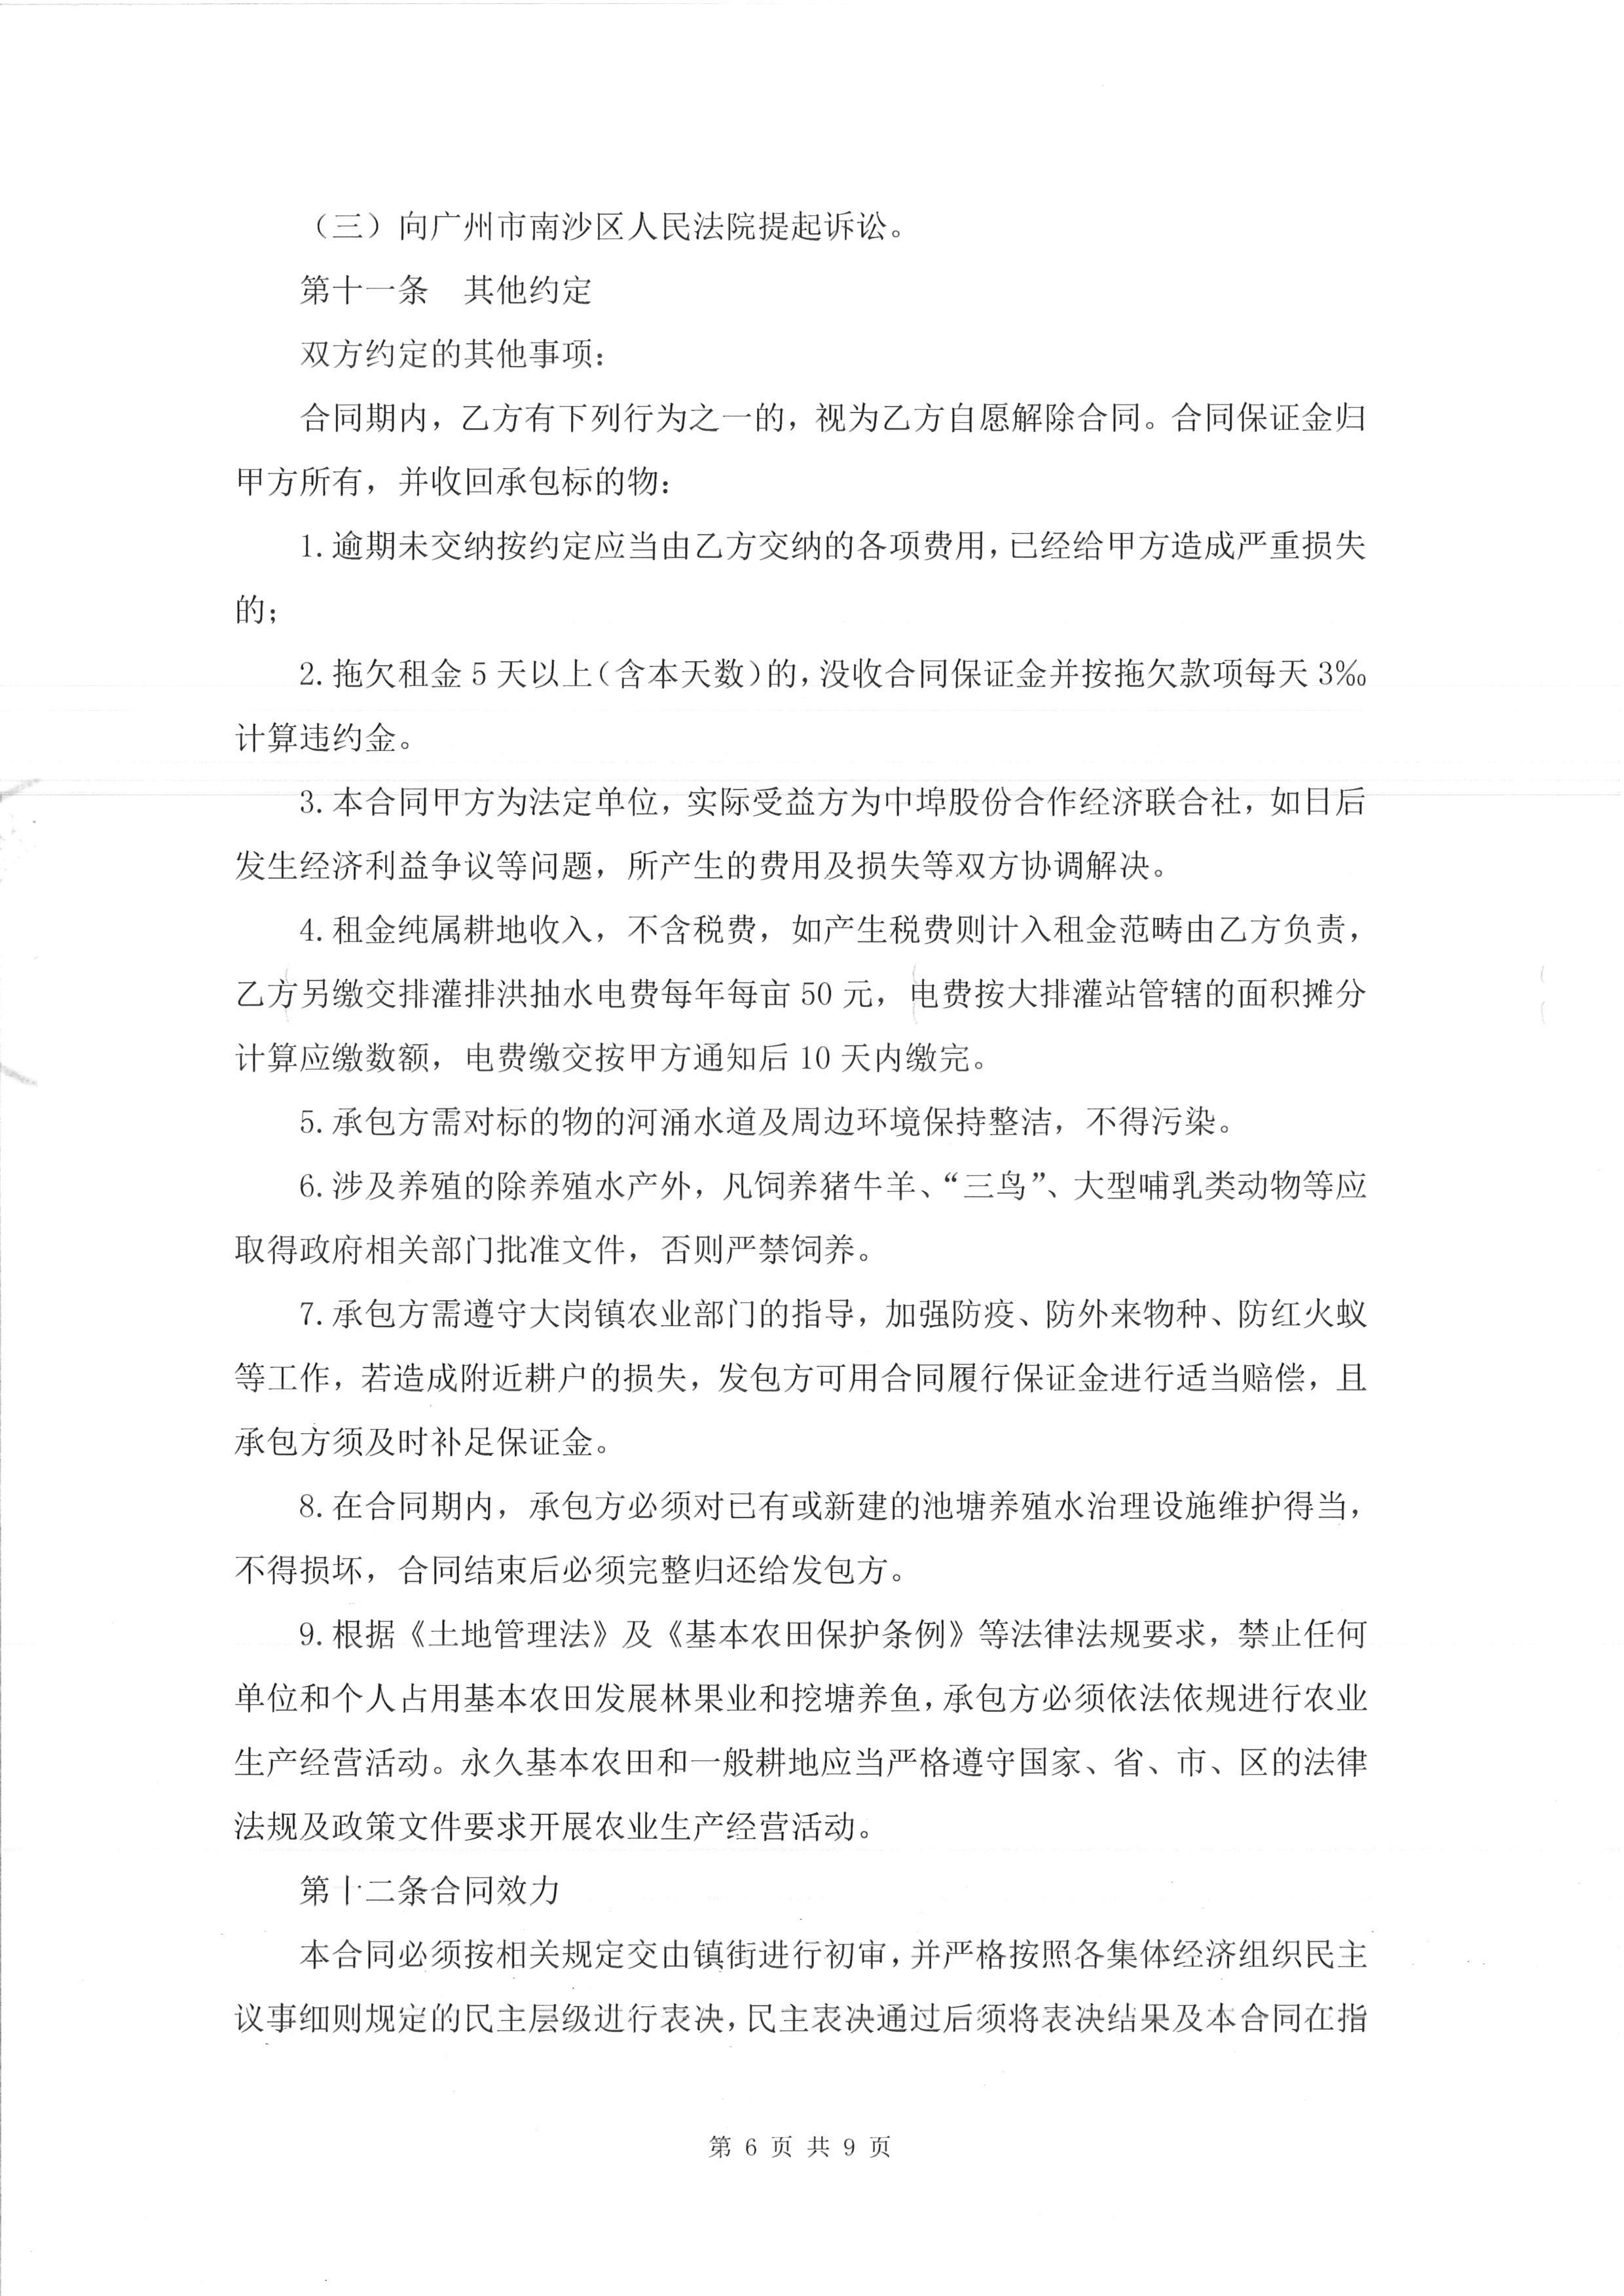 （三）向广州市南沙区人民法院提起诉讼。
第十一条　其他约定
双方约定的其他事项：
合同期内，乙方有下列行为之一的，视为乙方自愿解除合同。合同保证金归
甲方所有，并收回承包标的物：
1.逾期未交纳按约定应当由乙方交纳的各项费用，已经给甲方造成严重损失
的；
2.拖欠租金 5 天以上（含本天数）的，没收合同保证金并按拖欠款项每天 3‰
计算违约金。
3.本合同甲方为法定单位，实际受益方为中埠股份合作经济联合社，如日后
发生经济利益争议等问题，所产生的费用及损失等双方协调解决。
4.租金纯属耕地收入，不含税费，如产生税费则计入租金范畴由乙方负责，
乙方另缴交排灌排洪抽水电费每年每亩 50 元，电费按大排灌站管辖的面积摊分
计算应缴数额，电费缴交按甲方通知后 10 天内缴完。
5.承包方需对标的物的河涌水道及周边环境保持整洁，不得污染。
6.涉及养殖的除养殖水产外，凡饲养猪牛羊、“三鸟”、大型哺乳类动物等应
取得政府相关部门批准文件，否则严禁饲养。
7.承包方需遵守大岗镇农业部门的指导，加强防疫、防外来物种、防红火蚁
等工作，若造成附近耕户的损失，发包方可用合同履行保证金进行适当赔偿，且
承包方须及时补足保证金。
8.在合同期内，承包方必须对已有或新建的池塘养殖水治理设施维护得当，
不得损坏，合同结束后必须完整归还给发包方。
9.根据《土地管理法》及《基本农田保护条例》等法律法规要求，禁止任何
单位和个人占用基本农田发展林果业和挖塘养鱼，承包方必须依法依规进行农业
生产经营活动。永久基本农田和一般耕地应当严格遵守国家、省、市、区的法律
法规及政策文件要求开展农业生产经营活动。
第十二条合同效力
本合同必须按相关规定交由镇街进行初审，并严格按照各集体经济组织民主
议事细则规定的民主层级进行表决，民主表决通过后须将表决结果及本合同在指
第 6 页 共 9 页